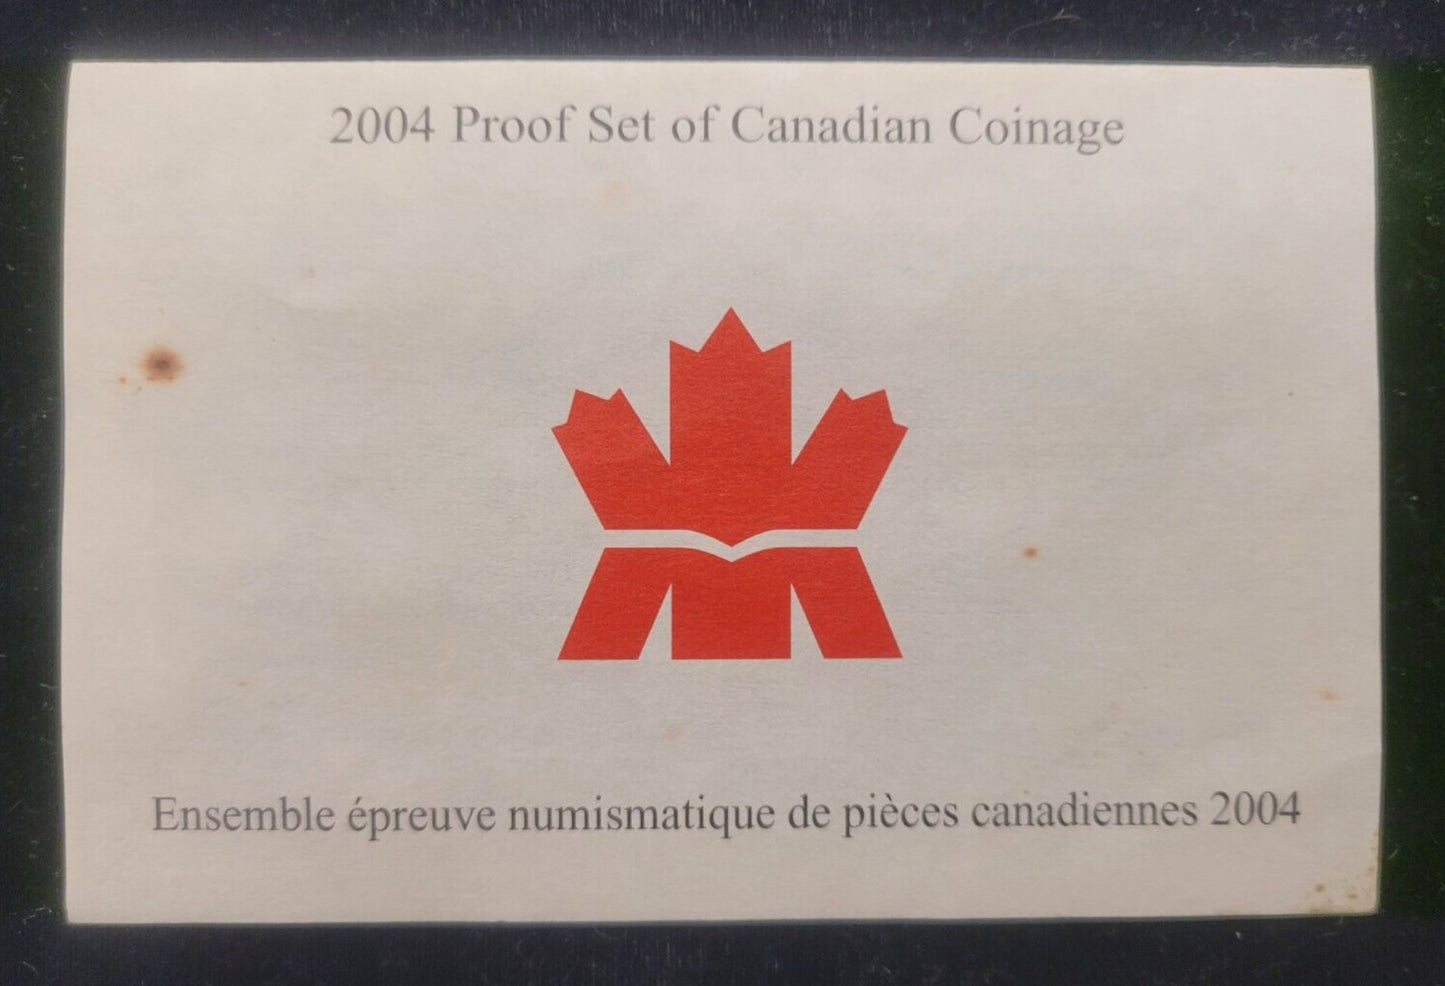 2004 Proof Set of Canadian Coinage
Ensemble épreuve numismatique de pièces canadiennes 2004